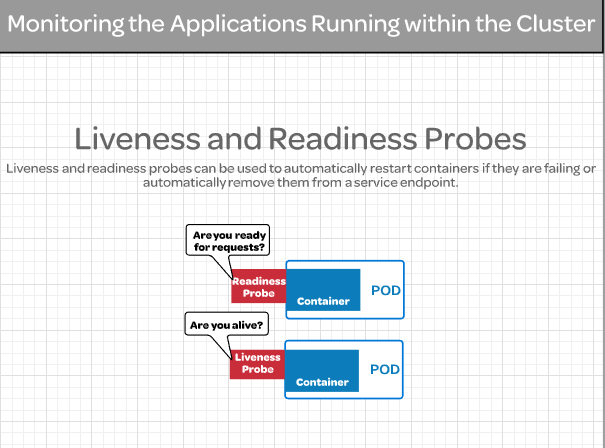 Monitoring the Applications Running within the Cluster
Liveness and Readiness Probes
Liveness and readiness probes can be used to automatically restart containers if they are failing or
automatically remove them from a service endpoint.
Are you ready
for requests?
Readiness
Probe
Container
POD
Are you alive?
Liveness
Probe
Container
POD